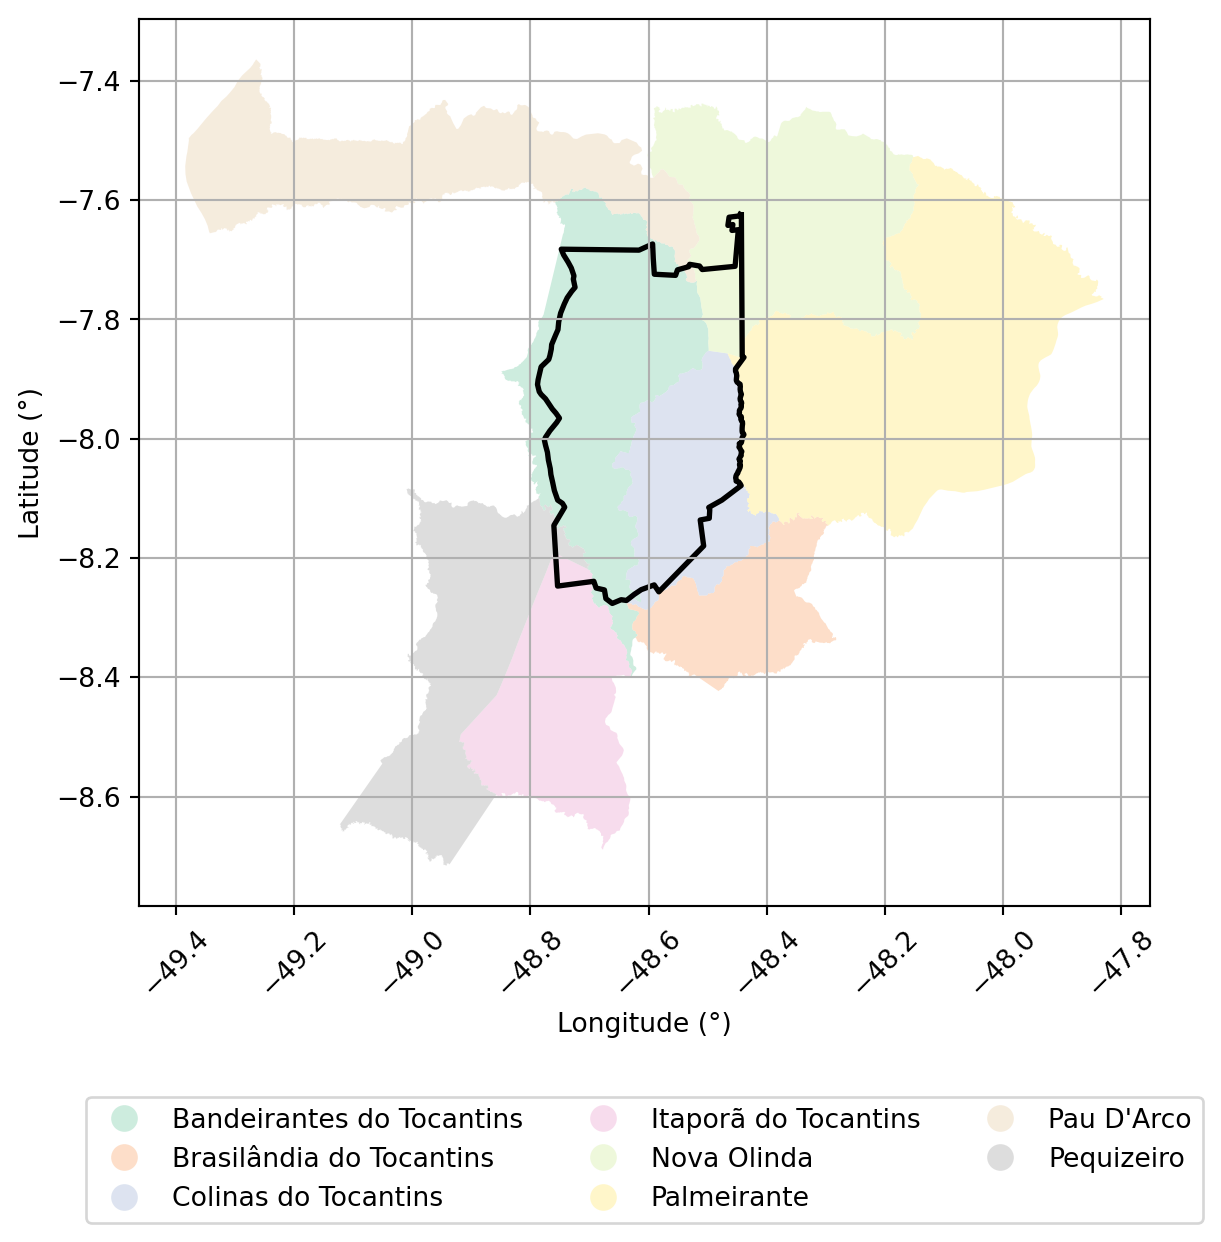 −7.4
−7.6
−7.8
−8.0
−8.2
−8.4
−8.6
Latitude (°)
−49.4 −49.2 −49.0 −48.8 −48.6 −48.4 −48.2 −48.0 −47.8
Longitude (°)
Bandeirantes do Tocantins Itaporã do Tocantins Pau D'Arco
Brasilândia do Tocantins Nova Olinda Pequizeiro
Colinas do Tocantins Palmeirante